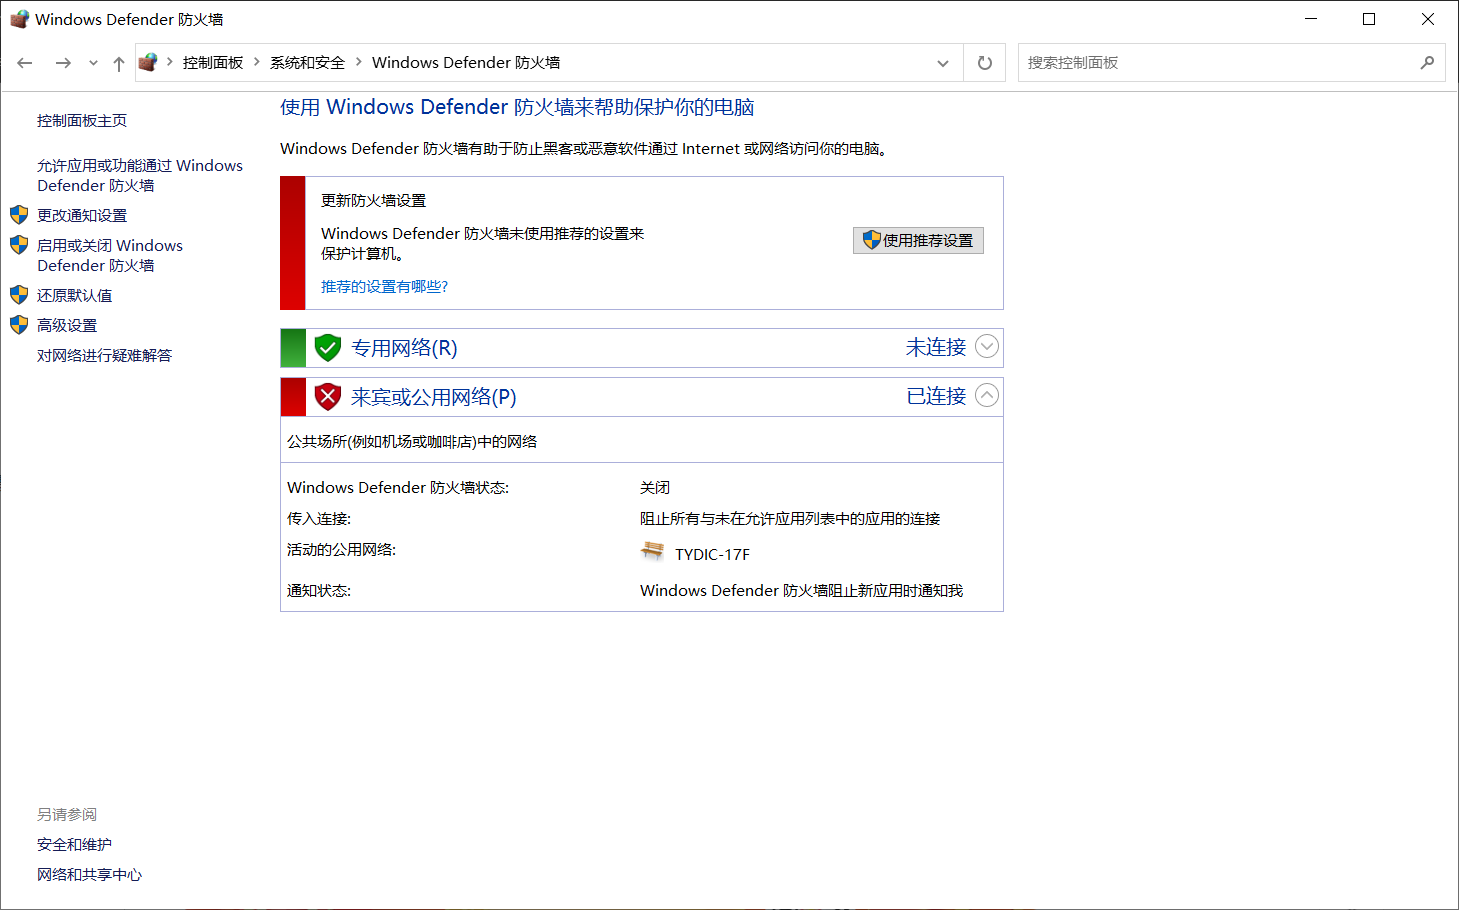 Windows Defender 防火墙
控制面板 系统和安全 Windows Defender 防火墙
搜索控制面板
控制面板主页
允许应用或功能通过 Windows
Defender 防火墙
更改通知设置
启用或关闭 Windows
Defender 防火墙
还原默认值
高级设置
对网络进行疑难解答
使用 Windows Defender 防火墙来帮助保护你的电脑
Windows Defender 防火墙有助于防止黑客或恶意软件通过 Internet 或网络访问你的电脑。
更新防火墙设置
Windows Defender 防火墙未使用推荐的设置来
保护计算机。
使用推荐设置
推荐的设置有哪些?
专用网络(R) 未连接
来宾或公用网络(P) 已连接
公共场所(例如机场或咖啡店)中的网络
Windows Defender 防火墙状态: 关闭
传入连接: 阻止所有与未在允许应用列表中的应用的连接
活动的公用网络: TYDIC-17F
通知状态: Windows Defender 防火墙阻止新应用时通知我
另请参阅
安全和维护
网络和共享中心